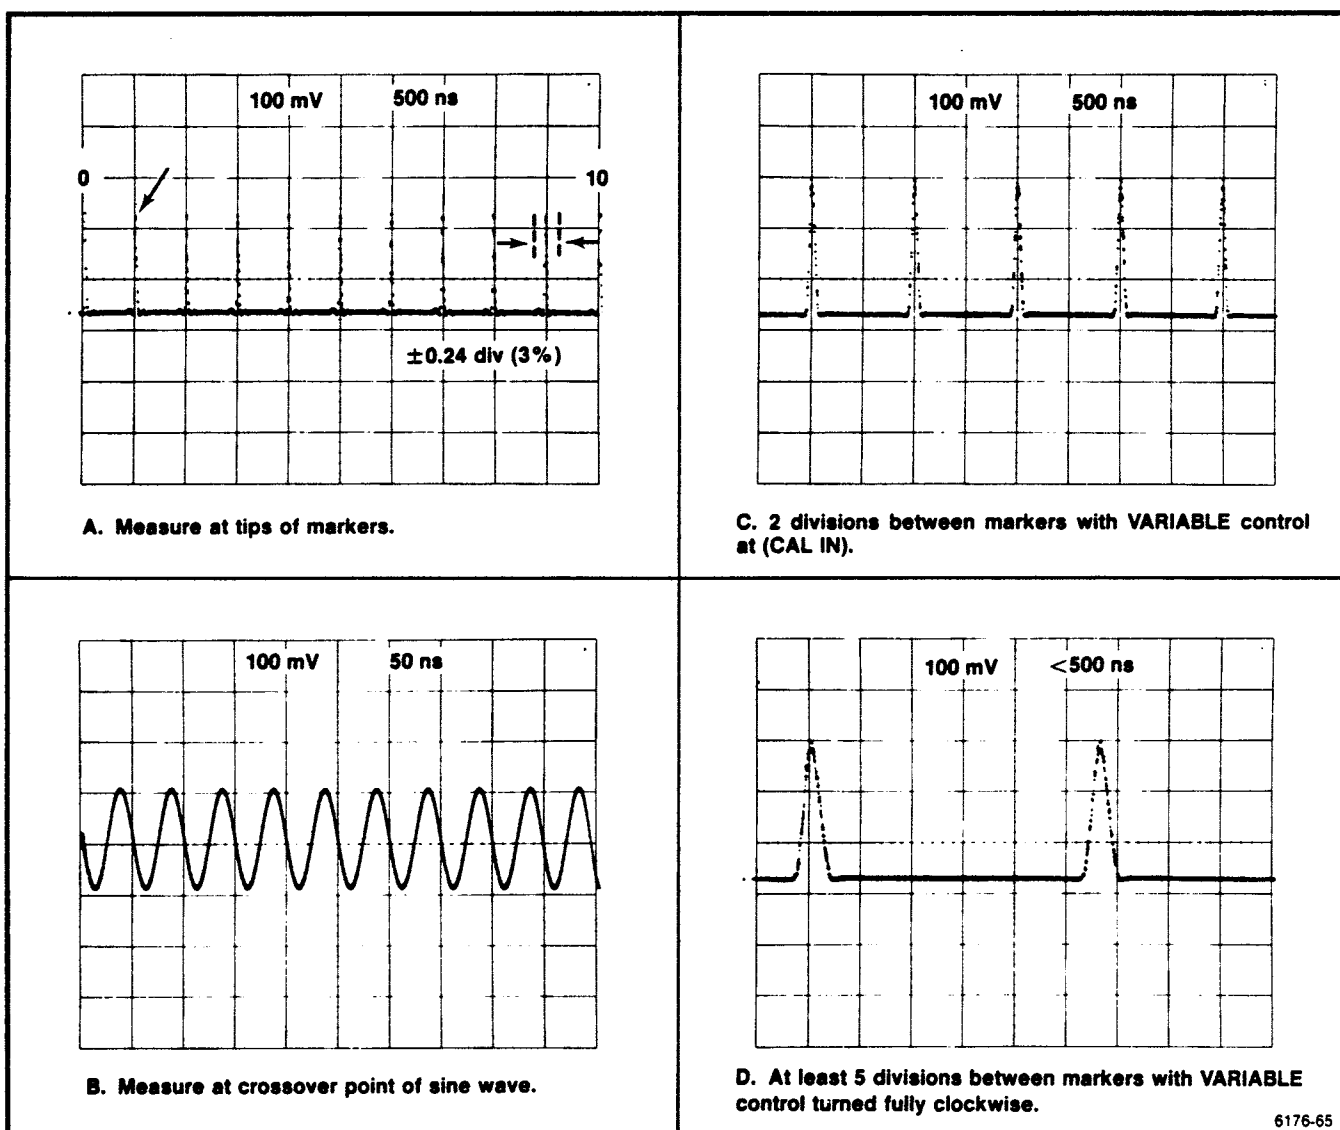 100 mV 500 ns
0 10
±0.24 div (3%)
A. Measure at tips of markers.
100 mV 500 ns
C. 2 divisions between markers with VARIABLE control
at (CAL IN).
100 mV 50 ns
B. Measure at crossover point of sine wave.
100 mV <500 ns
D. At least 5 divisions between markers with VARIABLE
control turned fully clockwise.
6176-65